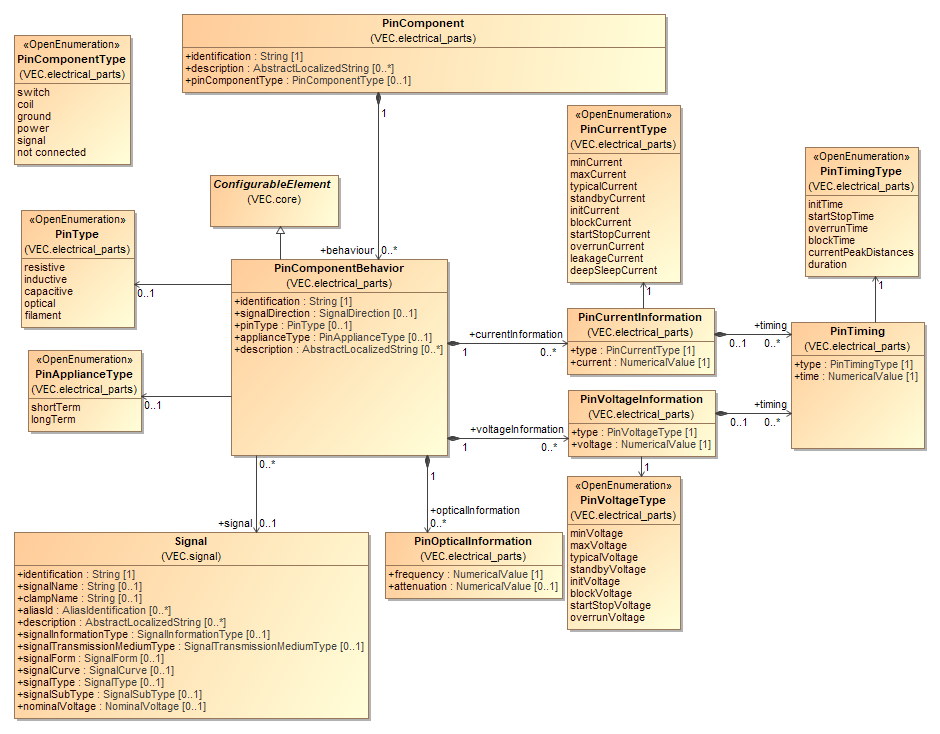 «OpenEnumeration»
PinComponentType
(VEC.electrical_parts)
switch
coil
ground
power
signal
not connected
PinComponent
(VEC.electrical_parts)
+identification : String [1]
+description : AbstractLocalizedString [0..*]
+pinComponentType : PinComponentType [0..1]
1
+behaviour
0..*
ConfigurableElement
(VEC.core)
«OpenEnumeration»
PinCurrentType
(VEC.electrical_parts)
minCurrent
maxCurrent
typicalCurrent
standbyCurrent
initCurrent
blockCurrent
startStopCurrent
overrunCurrent
leakageCurrent
deepSleepCurrent
1
«OpenEnumeration»
PinTimingType
(VEC.electrical_parts)
initTime
startStopTime
overrunTime
blockTime
currentPeakDistances
duration
1
«OpenEnumeration»
PinType
(VEC.electrical_parts)
resistive
inductive
capacitive
optical
filament
0..1
PinComponentBehavior
(VEC.electrical_parts)
+identification : String [1]
+signalDirection : SignalDirection [0..1]
+pinType : PinType [0..1]
+applianceType : PinApplianceType [0..1]
+description : AbstractLocalizedString [0..*]
+currentInformation
1
0..*
PinCurrentInformation
(VEC.electrical_parts)
+type : PinCurrentType [1]
+current : NumericalValue [1]
+timing
0..1
0..*
PinTiming
(VEC.electrical_parts)
+type : PinTimingType [1]
+time : NumericalValue [1]
«OpenEnumeration»
PinApplianceType
(VEC.electrical_parts)
shortTerm
longTerm
0..1
+voltageInformation
1
0..*
PinVoltageInformation
(VEC.electrical_parts)
+type : PinVoltageType [1]
+voltage : NumericalValue [1]
+timing
0..1
0..*
1
«OpenEnumeration»
PinVoltageType
(VEC.electrical_parts)
minVoltage
maxVoltage
typicalVoltage
standbyVoltage
initVoltage
blockVoltage
startStopVoltage
overrunVoltage
0..*
+signal
0..1
1
+opticalInformation
0..*
PinOpticalInformation
(VEC.electrical_parts)
+frequency : NumericalValue [1]
+attenuation : NumericalValue [0..1]
Signal
(VEC.signal)
+identification : String [1]
+signalName : String [0..1]
+clampName : String [0..1]
+aliasId : AliasIdentification [0..*]
+description : AbstractLocalizedString [0..*]
+signalInformationType : SignalInformationType [0..1]
+signalTransmissionMediumType : SignalTransmissionMediumType [0..1]
+signalForm : SignalForm [0..1]
+signalCurve : SignalCurve [0..1]
+signalType : SignalType [0..1]
+signalSubType : SignalSubType [0..1]
+nominalVoltage : NominalVoltage [0..1]